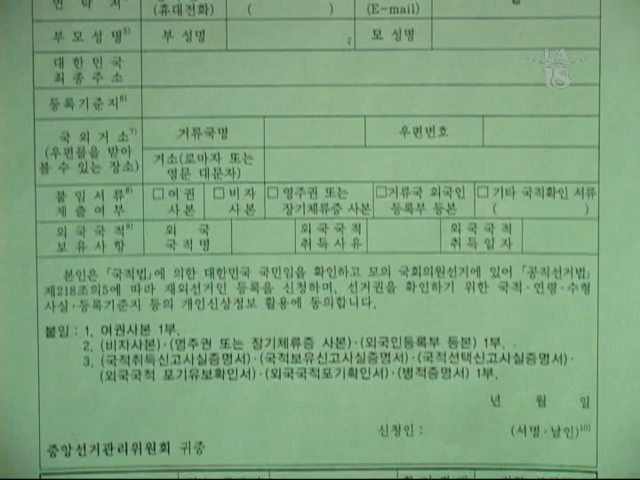 연 락 처
(휴대전화)
( )
(E-mail)
부 모 성 명5)
부 성명
모 성명
LA
18
대 한 민 국
최 종 주 소
등록기준지6)
국 외 거 소7)
(우편물을 받아
볼 수 있는 장소)
거류국명
우편번호
거소(로마자 또는
영문 대문자)
붙 임 서 류8)
제 출 여 부
□ 여 권
사 본
□ 비 자
사 본
□ 영주권 또는
장기체류증 사본
□거류국 외국인
등록부 등본
□ 기타 국적확인 서류
( )
외 국 국 적9)
보 유 사 항
외 국
국 적 명
외 국 국 적
취 득 사 유
외 국 국 적
취 득 일 자
본인은 「국적법」에 의한 대한민국 국민임을 확인하고 모의 국회의원선거에 있어 「공직선거법」
제218조의5에 따라 재외선거인 등록을 신청하며, 선거권을 확인하기 위한 국적·연령·수형
사실·등록기준지 등의 개인신상정보 활용에 동의합니다.
붙임 : 1. 여권사본 1부.
2. (비자사본)·(영주권 또는 장기체류증 사본)·(외국인등록부 등본) 1부.
3. (국적취득신고사실증명서)·(국적보유신고사실증명서)·(국적선택신고사실증명서)·
(외국국적 포기유보확인서)·(외국국적포기확인서)·(병적증명서) 1부.
년 월 일
신청인 : (서명·날인)10)
중앙선거관리위원회 귀중